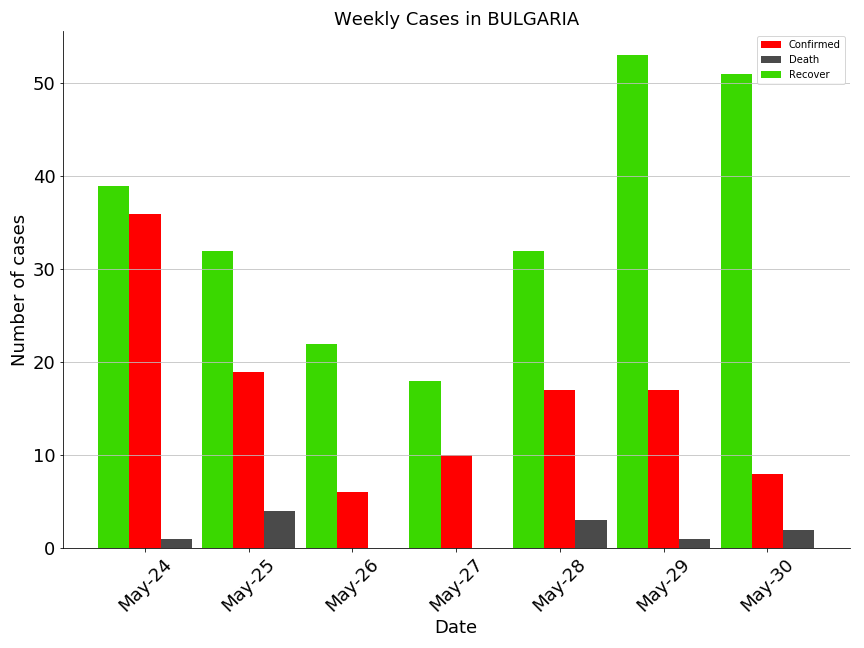 Weekly Cases in BULGARIA
Confirmed
Death
Recover
Number of cases
50
40
30
20
10
0
May-24
May-25
May-26
May-27
May-28
May-29
May-30
Date